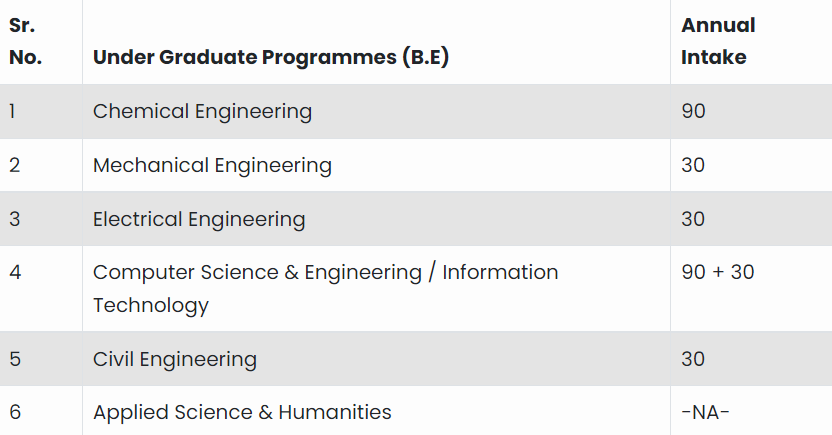 Sr. No. Under Graduate Programmes (B.E) Annual Intake
1 Chemical Engineering 90
2 Mechanical Engineering 30
3 Electrical Engineering 30
4 Computer Science & Engineering / Information 90 + 30
Technology
5 Civil Engineering 30
6 Applied Science & Humanities -NA-